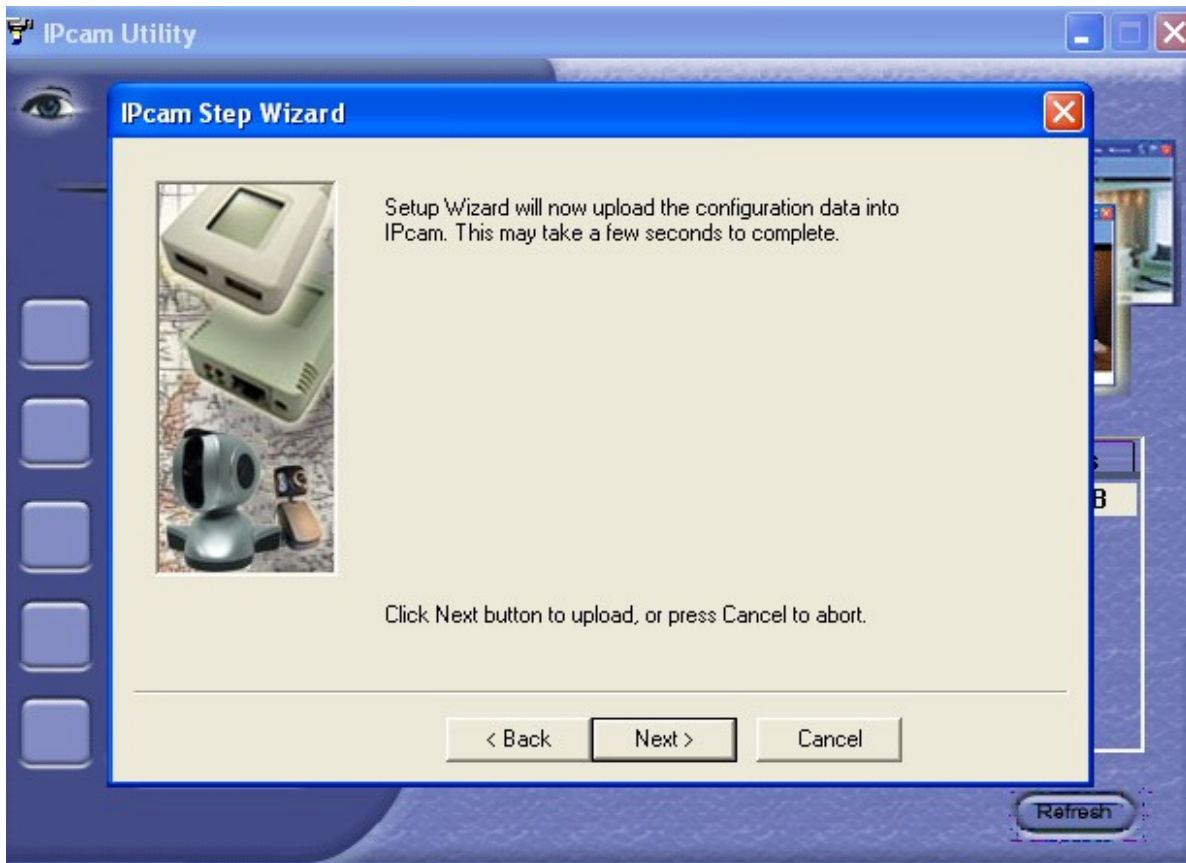 IPcam Utility
IPcam Step Wizard
Setup Wizard will now upload the configuration data into
IPcam. This may take a few seconds to complete.
Click Next button to upload, or press Cancel to abort.
< Back
Next >
Cancel
s
B
Refresh